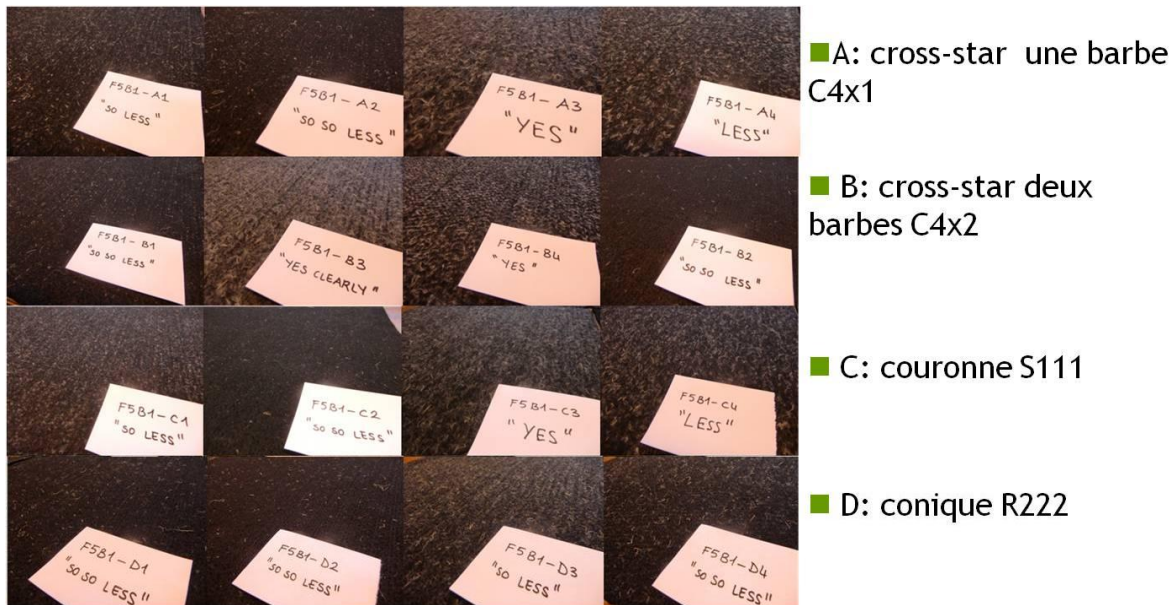 F5B1-A1
"SO LESS"
F5B1-A2
"SO SO LESS"
F5B1-A3
"YES"
F5B1-A4
"LESS"
A: cross-star une barbe
C4x1
F5B1-B1
"SO SO LESS"
F5B1-B3
"YES CLEARLY"
F5B1-B4
"YES"
F5B1-B2
"SO SO LESS"
B: cross-star deux
barbes C4x2
F5B1-C1
"SO LESS"
F5B1-C2
"SO SO LESS"
F5B1-C3
"YES"
F5B1-C4
"LESS"
C: couronne S111
F5B1-D1
"SO SO LESS"
F5B1-D2
"SO SO LESS"
F5B1-D3
"SO LESS"
F5B1-D4
"SO SO LESS"
D: conique R222